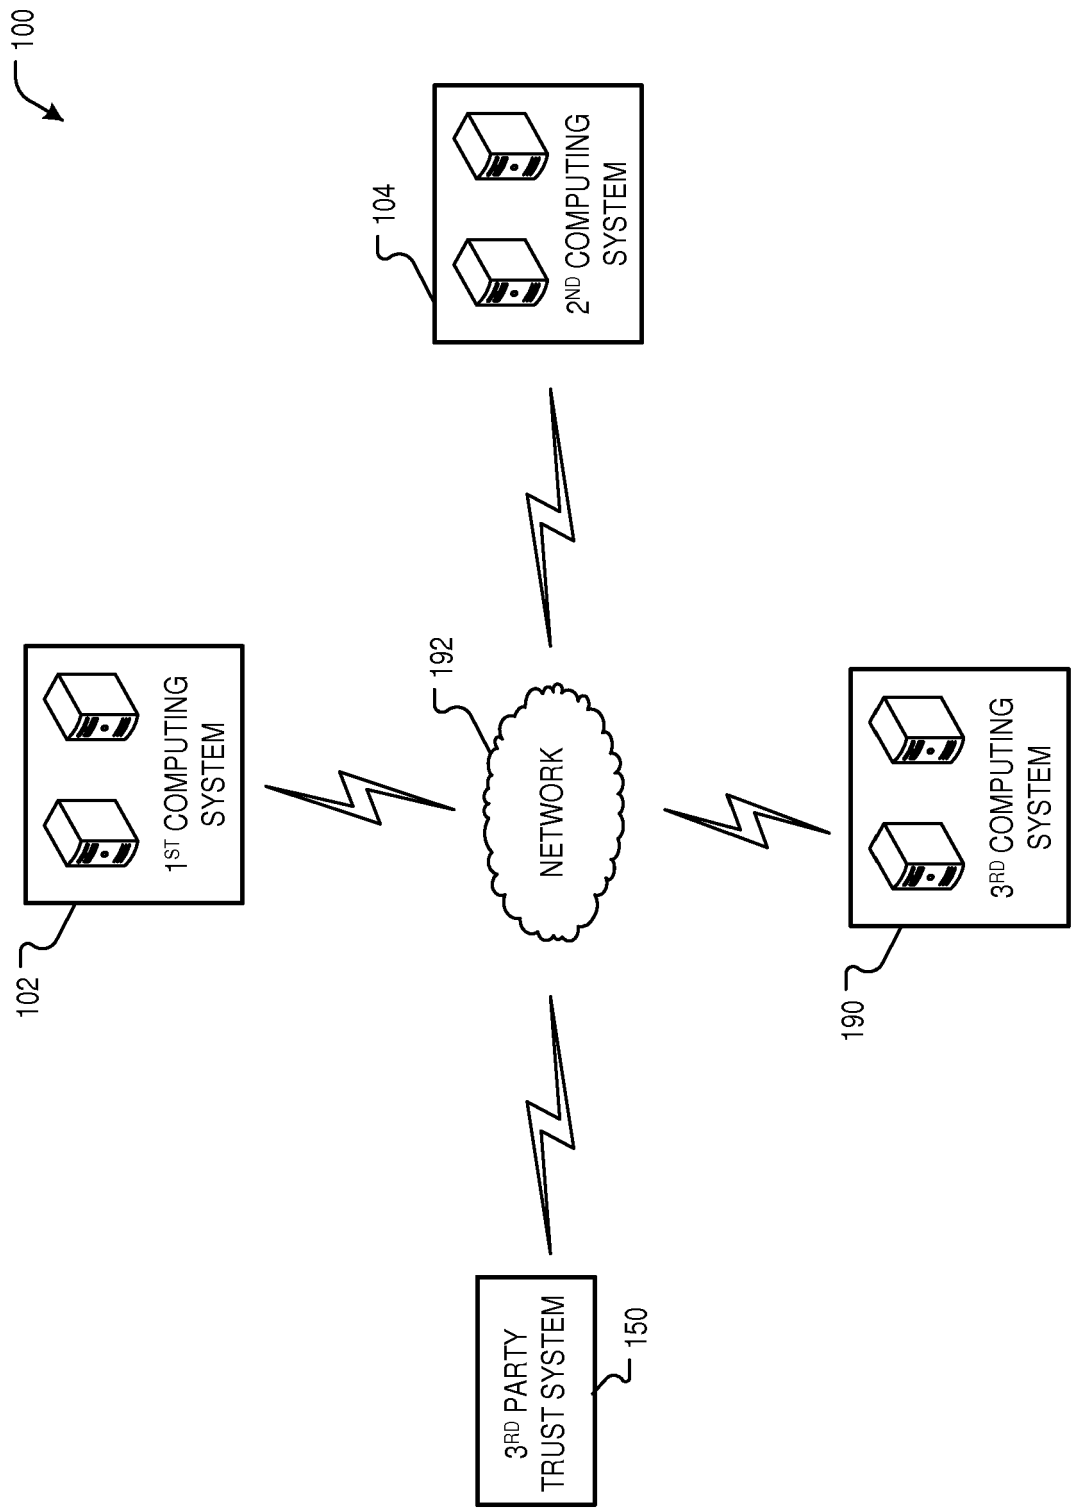 100
102
1ST COMPUTING
SYSTEM
104
2ND COMPUTING
SYSTEM
192
NETWORK
3RD PARTY
TRUST SYSTEM
150
190
3RD COMPUTING
SYSTEM